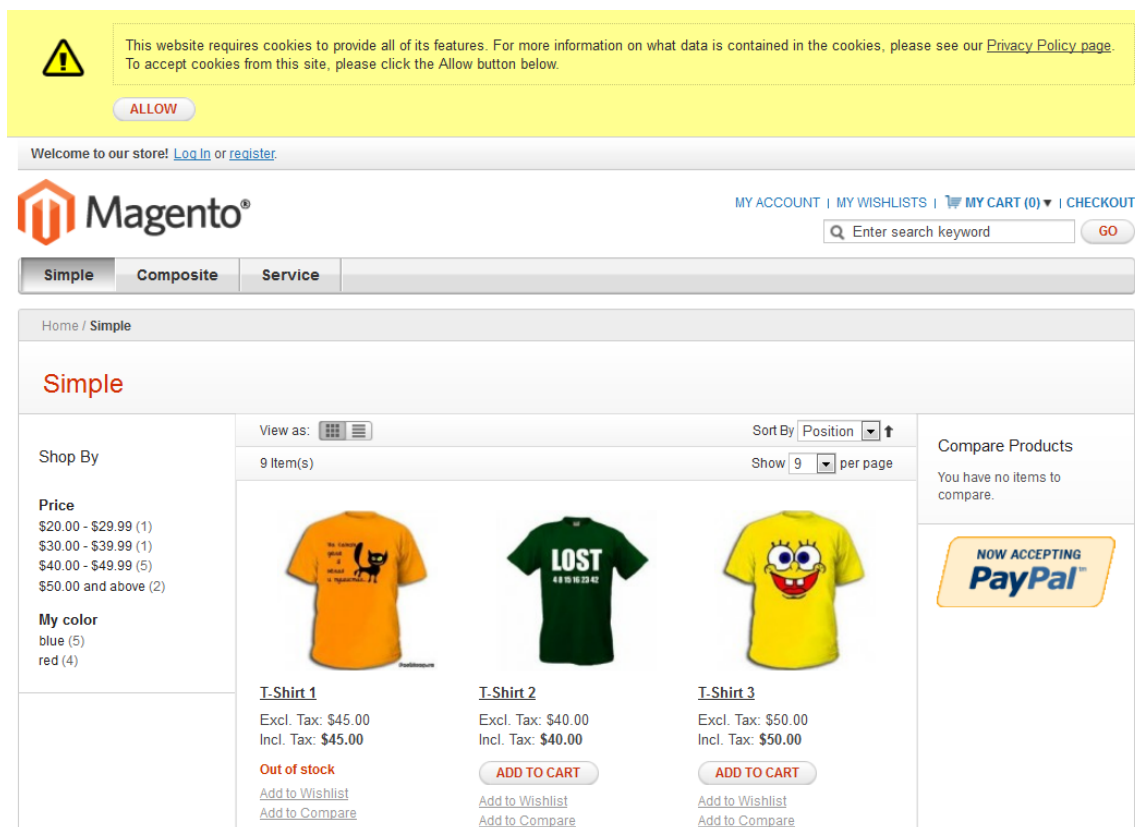 This website requires cookies to provide all of its features. For more information on what data is contained in the cookies, please see our Privacy Policy page.
To accept cookies from this site, please click the Allow button below.
ALLOW
Welcome to our store! Log In or register.
Magento®
MY ACCOUNT | MY WISHLISTS | MY CART (0) ▼ | CHECKOUT
Enter search keyword GO
Simple Composite Service
Home / Simple
Simple
Shop By
Price
$20.00 - $29.99 (1)
$30.00 - $39.99 (1)
$40.00 - $49.99 (5)
$50.00 and above (2)
My color
blue (5)
red (4)
View as: Sort By Position
9 Item(s) Show 9 per page
LOST
4 8 15 16 23 42
T-Shirt 1
Excl. Tax: $45.00
Incl. Tax: $45.00
Out of stock
Add to Wishlist
Add to Compare
T-Shirt 2
Excl. Tax: $40.00
Incl. Tax: $40.00
ADD TO CART
Add to Wishlist
Add to Compare
T-Shirt 3
Excl. Tax: $50.00
Incl. Tax: $50.00
ADD TO CART
Add to Wishlist
Add to Compare
Compare Products
You have no items to
compare.
NOW ACCEPTING
PayPal™